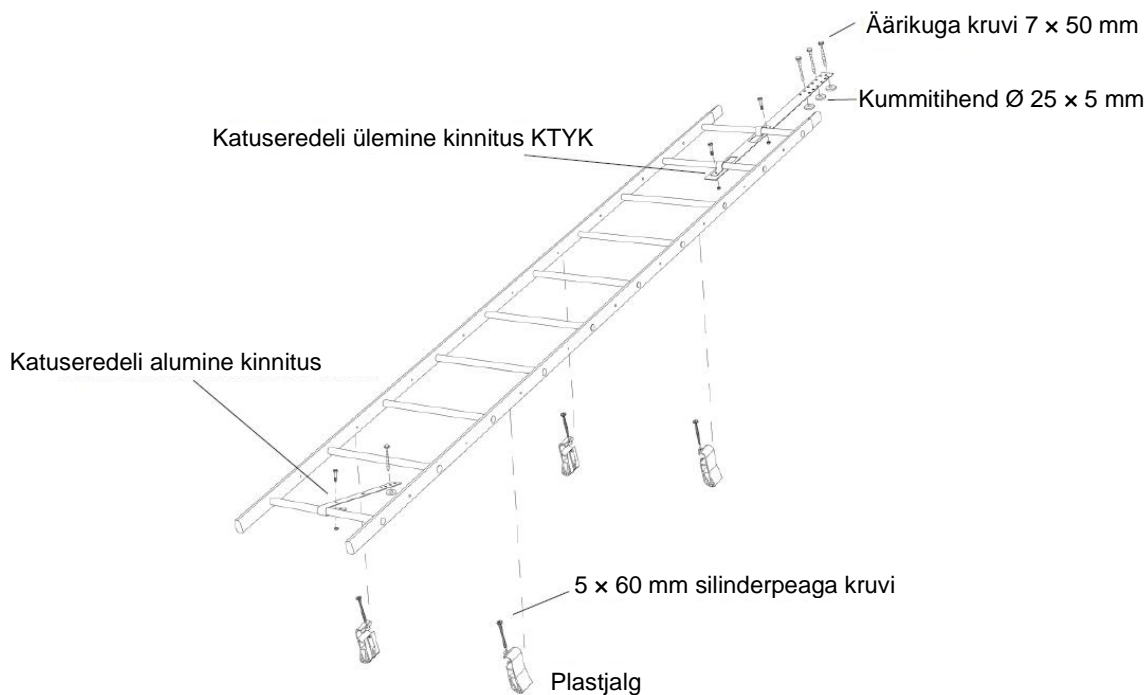 Äärikuga kruvi 7 × 50 mm
Kummitihend Ø 25 × 5 mm
Katuseredeli ülemine kinnitus KTYK
Katuseredeli alumine kinnitus
5 × 60 mm silinderpeaga kruvi
Plastjalg